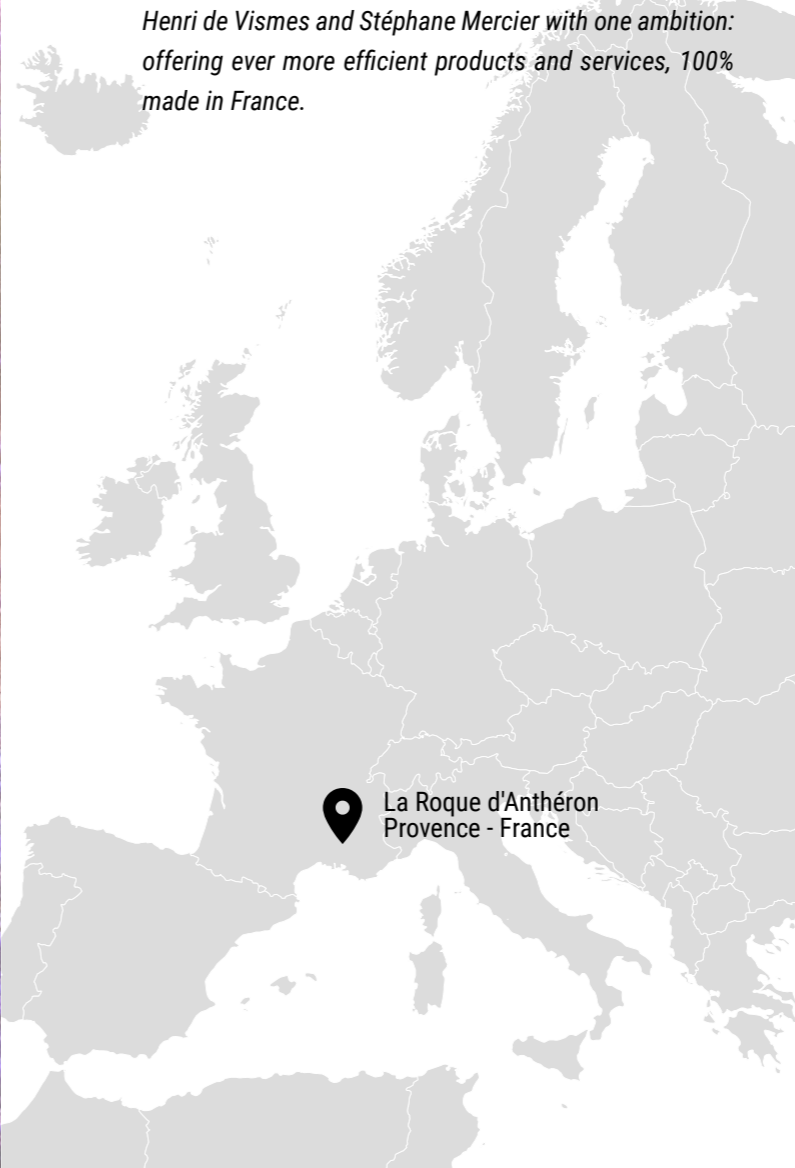 Henri de Vismes and Stéphane Mercier with one ambition:
offering ever more efficient products and services, 100%
made in France.
La Roque d'Anthéron
Provence - France